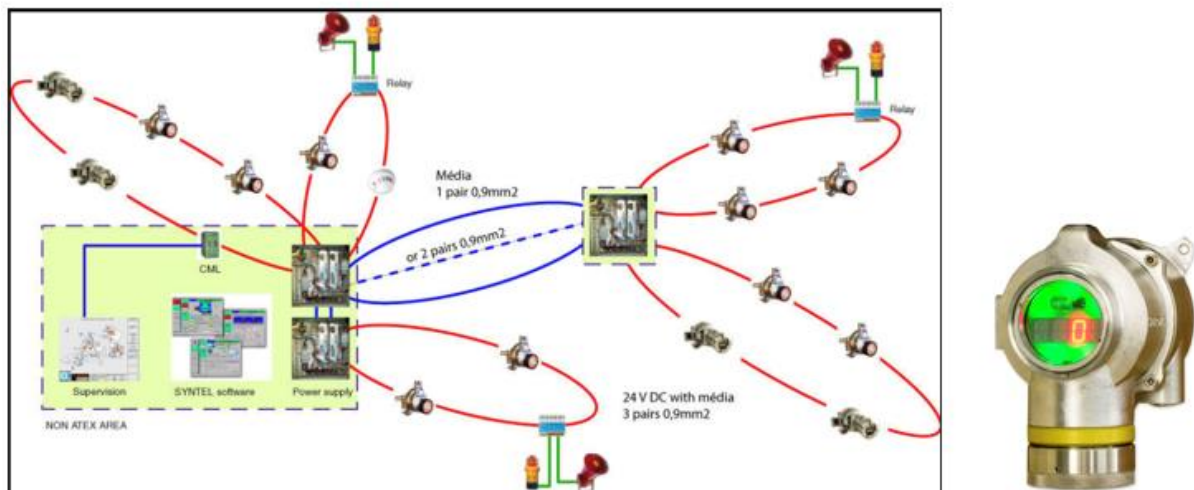 Relay
Relay
Média
1 pair 0,9mm2
or 2 pairs 0,9mm2
CML
Supervision
SYNTEL software
Power supply
24 V DC with média
3 pairs 0,9mm2
NON ATEX AREA
0